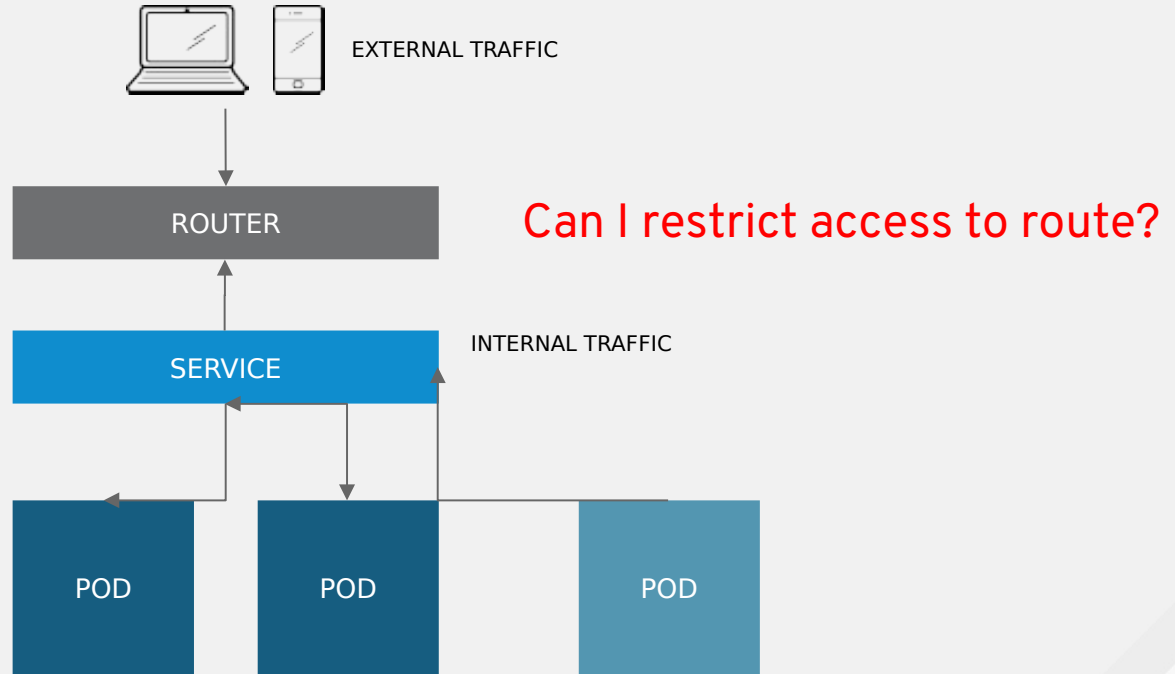 EXTERNAL TRAFFIC
ROUTER
Can I restrict access to route?
INTERNAL TRAFFIC
SERVICE
POD
POD
POD